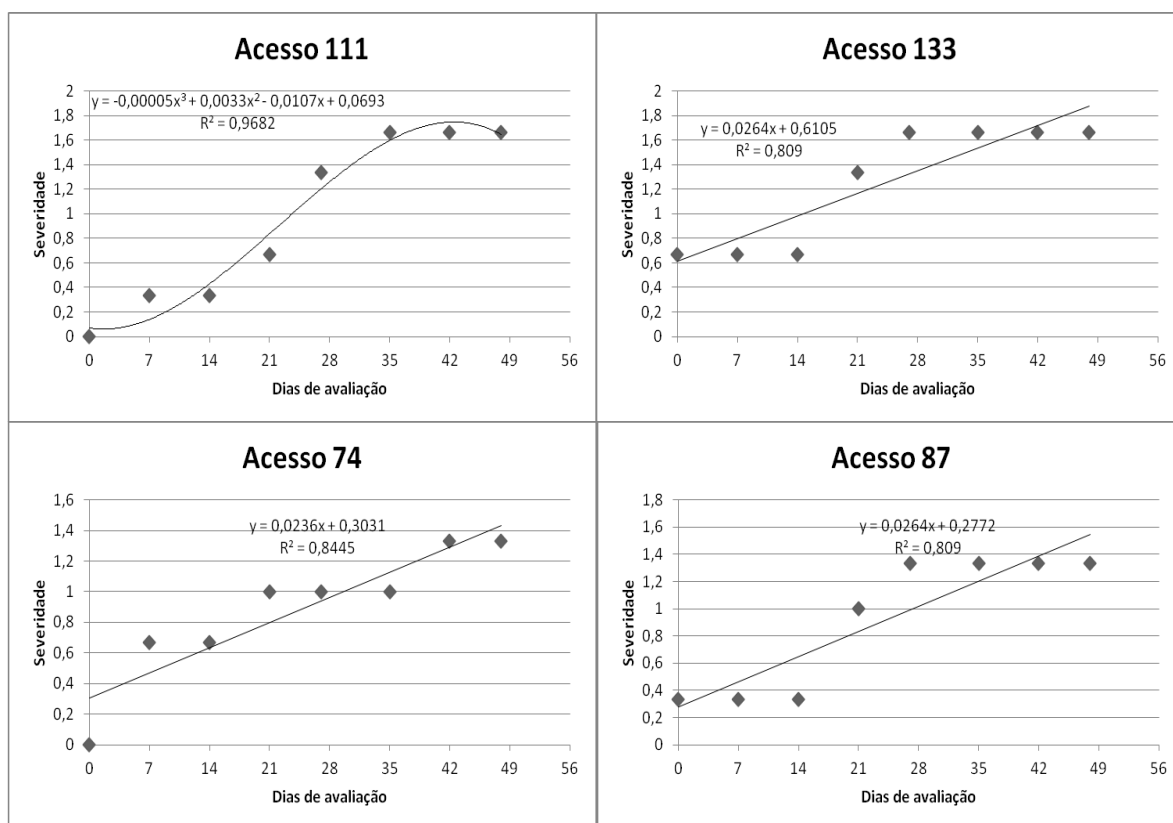 Acesso 111
y = -0,00005x³ + 0,0033x² - 0,0107x + 0,0693
R² = 0,9682
Severidade
2
1,8
1,6
1,4
1,2
1
0,8
0,6
0,4
0,2
0
0 7 14 21 28 35 42 49 56
Dias de avaliação
Acesso 133
y = 0,0264x + 0,6105
R² = 0,809
Severidade
2
1,8
1,6
1,4
1,2
1
0,8
0,6
0,4
0,2
0
0 7 14 21 28 35 42 49 56
Dias de avaliação
Acesso 74
y = 0,0236x + 0,3031
R² = 0,8445
Severidade
1,6
1,4
1,2
1
0,8
0,6
0,4
0,2
0
0 7 14 21 28 35 42 49 56
Dias de avaliação
Acesso 87
y = 0,0264x + 0,2772
R² = 0,809
Severidade
1,8
1,6
1,4
1,2
1
0,8
0,6
0,4
0,2
0
0 7 14 21 28 35 42 49 56
Dias de avaliação